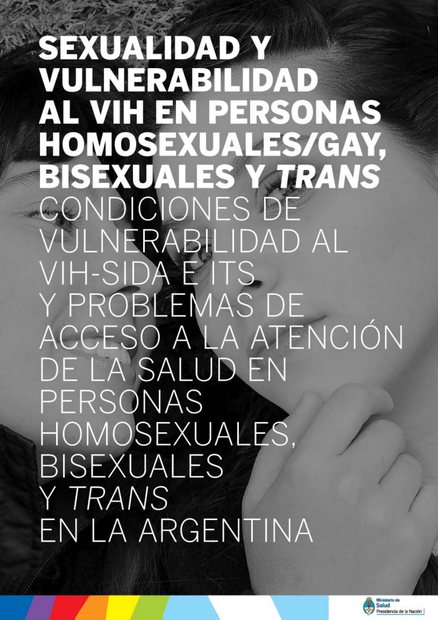 SEXUALIDAD Y
VULNERABILIDAD
AL VIH EN PERSONAS
HOMOSEXUALES/GAY,
BISEXUALES Y TRANS
CONDICIONES DE
VULNERABILIDAD AL
VIH-SIDA E ITS
Y PROBLEMAS DE
ACCESO A LA ATENCIÓN
DE LA SALUD EN
PERSONAS
HOMOSEXUALES,
BISEXUALES
Y TRANS
EN LA ARGENTINA
Ministerio de
Salud
Presidencia de la Nación